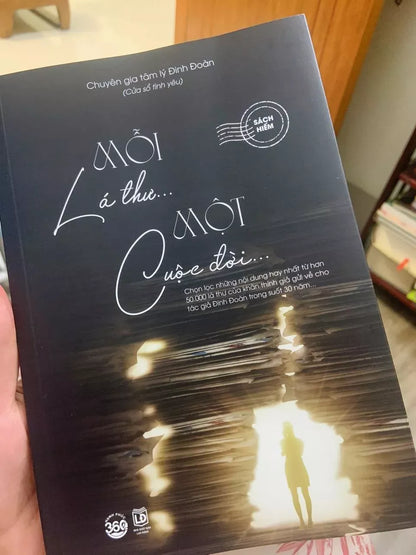 Chuyên gia tâm lý Đinh Đoàn
(Cửa sổ tình yêu)
SÁCH
HIẾM
MỖI
Lá thư...
MỘT
Cuộc đời...
Chọn lọc những nội dung hay nhất từ hơn
50.000 lá thư của khán thính giả gửi về cho
tác giả Đinh Đoàn trong suốt 30 năm...
360
LĐ